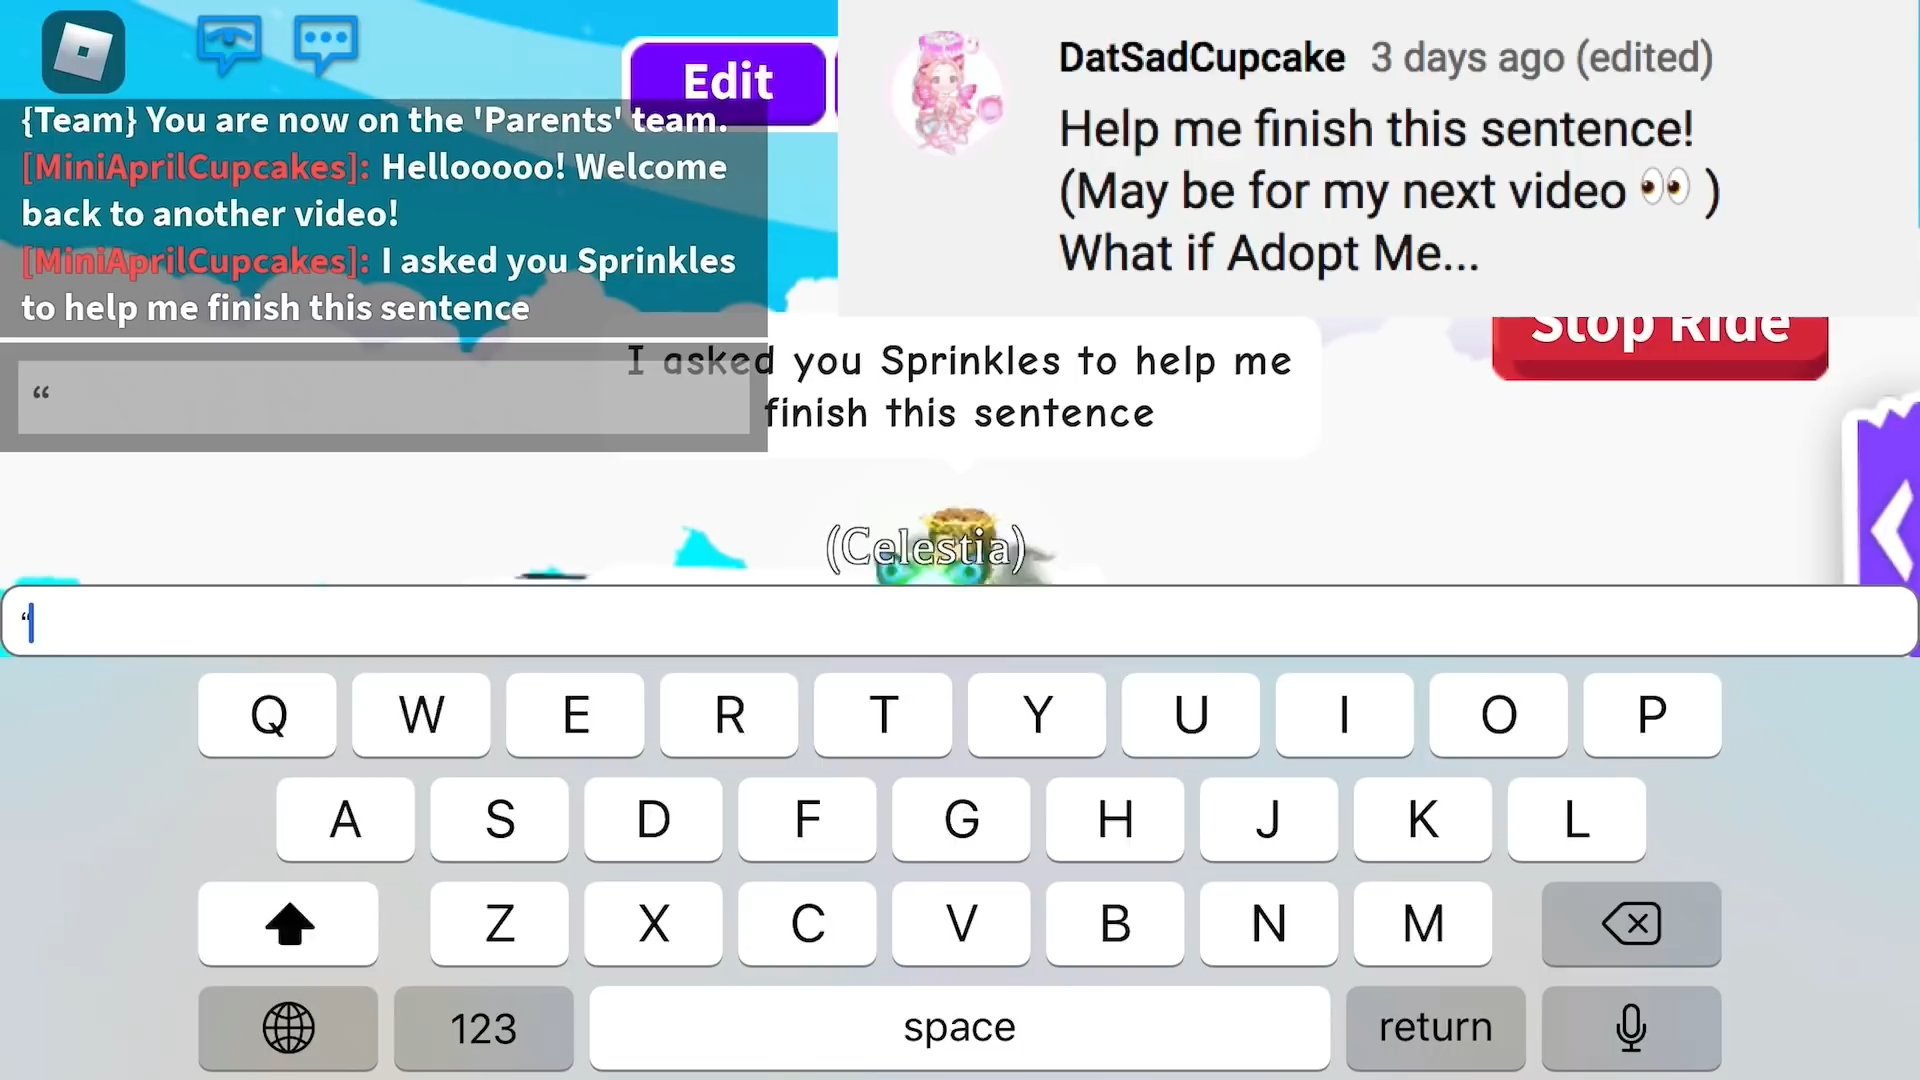 Edit
DatSadCupcake 3 days ago (edited)
Help me finish this sentence!
(May be for my next video 👀 )
What if Adopt Me...
{Team} You are now on the 'Parents' team.
[MiniAprilCupcakes]: Hellooooo! Welcome
back to another video!
[MiniAprilCupcakes]: I asked you Sprinkles
to help me finish this sentence
“
Stop Ride
I asked you Sprinkles to help me
finish this sentence
(Celestia)
“
Q W E R T Y U I O P
A S D F G H J K L
Z X C V B N M
123 space return